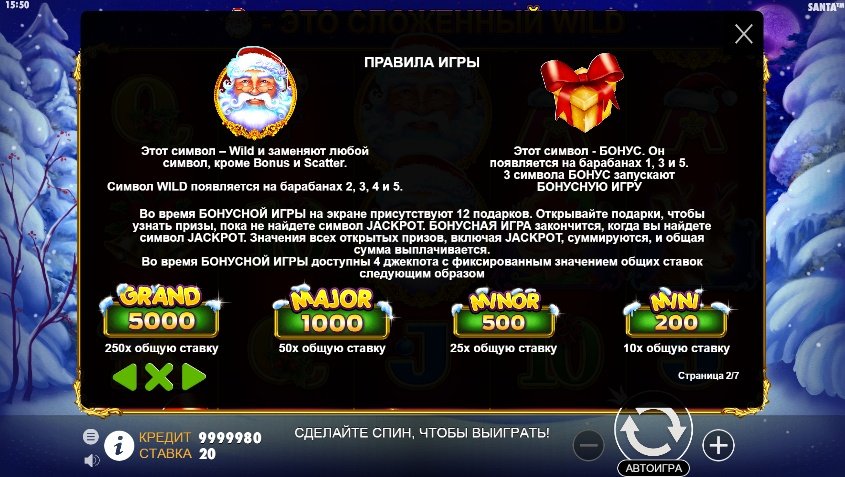 15:50
SANTA™
- ЭТО СЛОЖЕННЫЙ WILD
ПРАВИЛА ИГРЫ
Этот символ – Wild и заменяют любой
символ, кроме Bonus и Scatter.
Символ WILD появляется на барабанах 2, 3, 4 и 5.
Этот символ - БОНУС. Он
появляется на барабанах 1, 3 и 5.
3 символа БОНУС запускают
БОНУСНУЮ ИГРУ
Во время БОНУСНОЙ ИГРЫ на экране присутствуют 12 подарков. Открывайте подарки, чтобы
узнать призы, пока не найдете символ JACKPOT. БОНУСНАЯ ИГРА закончится, когда вы найдете
символ JACKPOT. Значения всех открытых призов, включая JACKPOT, суммируются, и общая
сумма выплачивается.
Во время БОНУСНОЙ ИГРЫ доступны 4 джекпота с фиксированным значением общих ставок
следующим образом
GRAND
5000
250x общую ставку
MAJOR
1000
50x общую ставку
MINOR
500
25x общую ставку
MINI
200
10x общую ставку
Страница 2/7
КРЕДИТ 9999980
СТАВКА 20
СДЕЛАЙТЕ СПИН, ЧТОБЫ ВЫИГРАТЬ!
АВТОИГРА